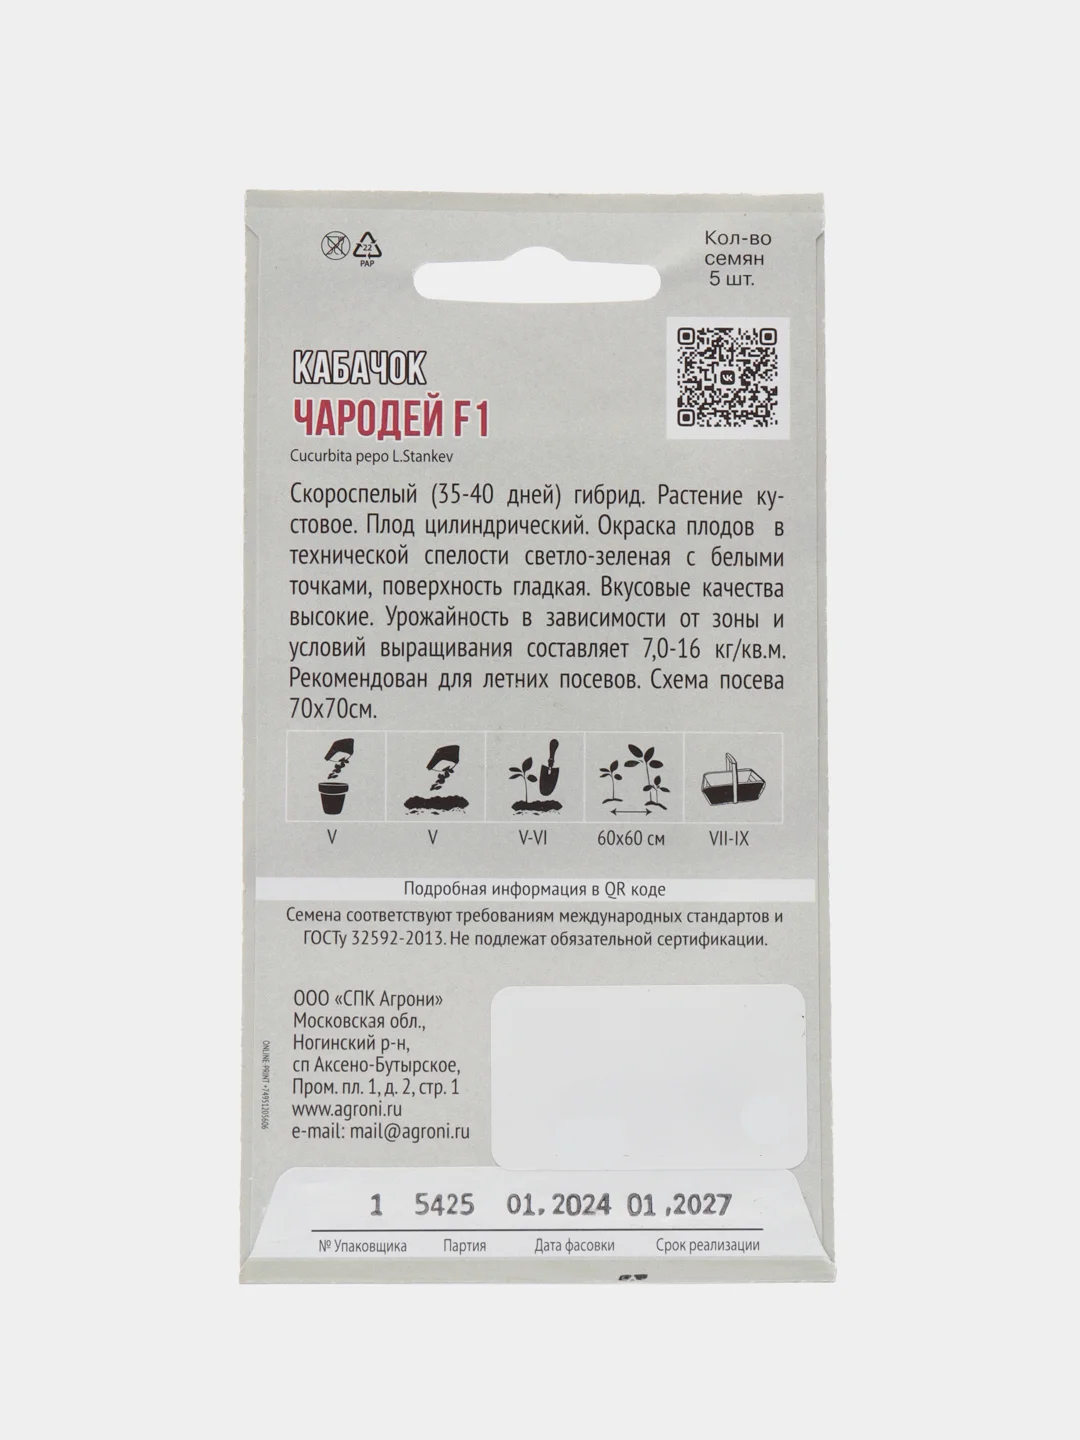 Кол-во
семян
5 шт.
22
PAP
КАБАЧОК
ЧАРОДЕЙ F1
Cucurbita pepo L.Stankev
Скороспелый (35-40 дней) гибрид. Растение ку-
стовое. Плод цилиндрический. Окраска плодов в
технической спелости светло-зеленая с белыми
точками, поверхность гладкая. Вкусовые качества
высокие. Урожайность в зависимости от зоны и
условий выращивания составляет 7,0-16 кг/кв.м.
Рекомендован для летних посевов. Схема посева
70х70см.
V V V-VI 60х60 см VII-IX
Подробная информация в QR коде
Семена соответствуют требованиям международных стандартов и
ГОСТу 32592-2013. Не подлежат обязательной сертификации.
ООО «СПК Агрони»
Московская обл.,
Ногинский р-н,
сп Аксено-Бутырское,
Пром. пл. 1, д. 2, стр. 1
www.agroni.ru
e-mail: mail@agroni.ru
ONLINE-PRINT +74951205606
1 5425 01.2024 01,2027
№ Упаковщика Партия Дата фасовки Срок реализации